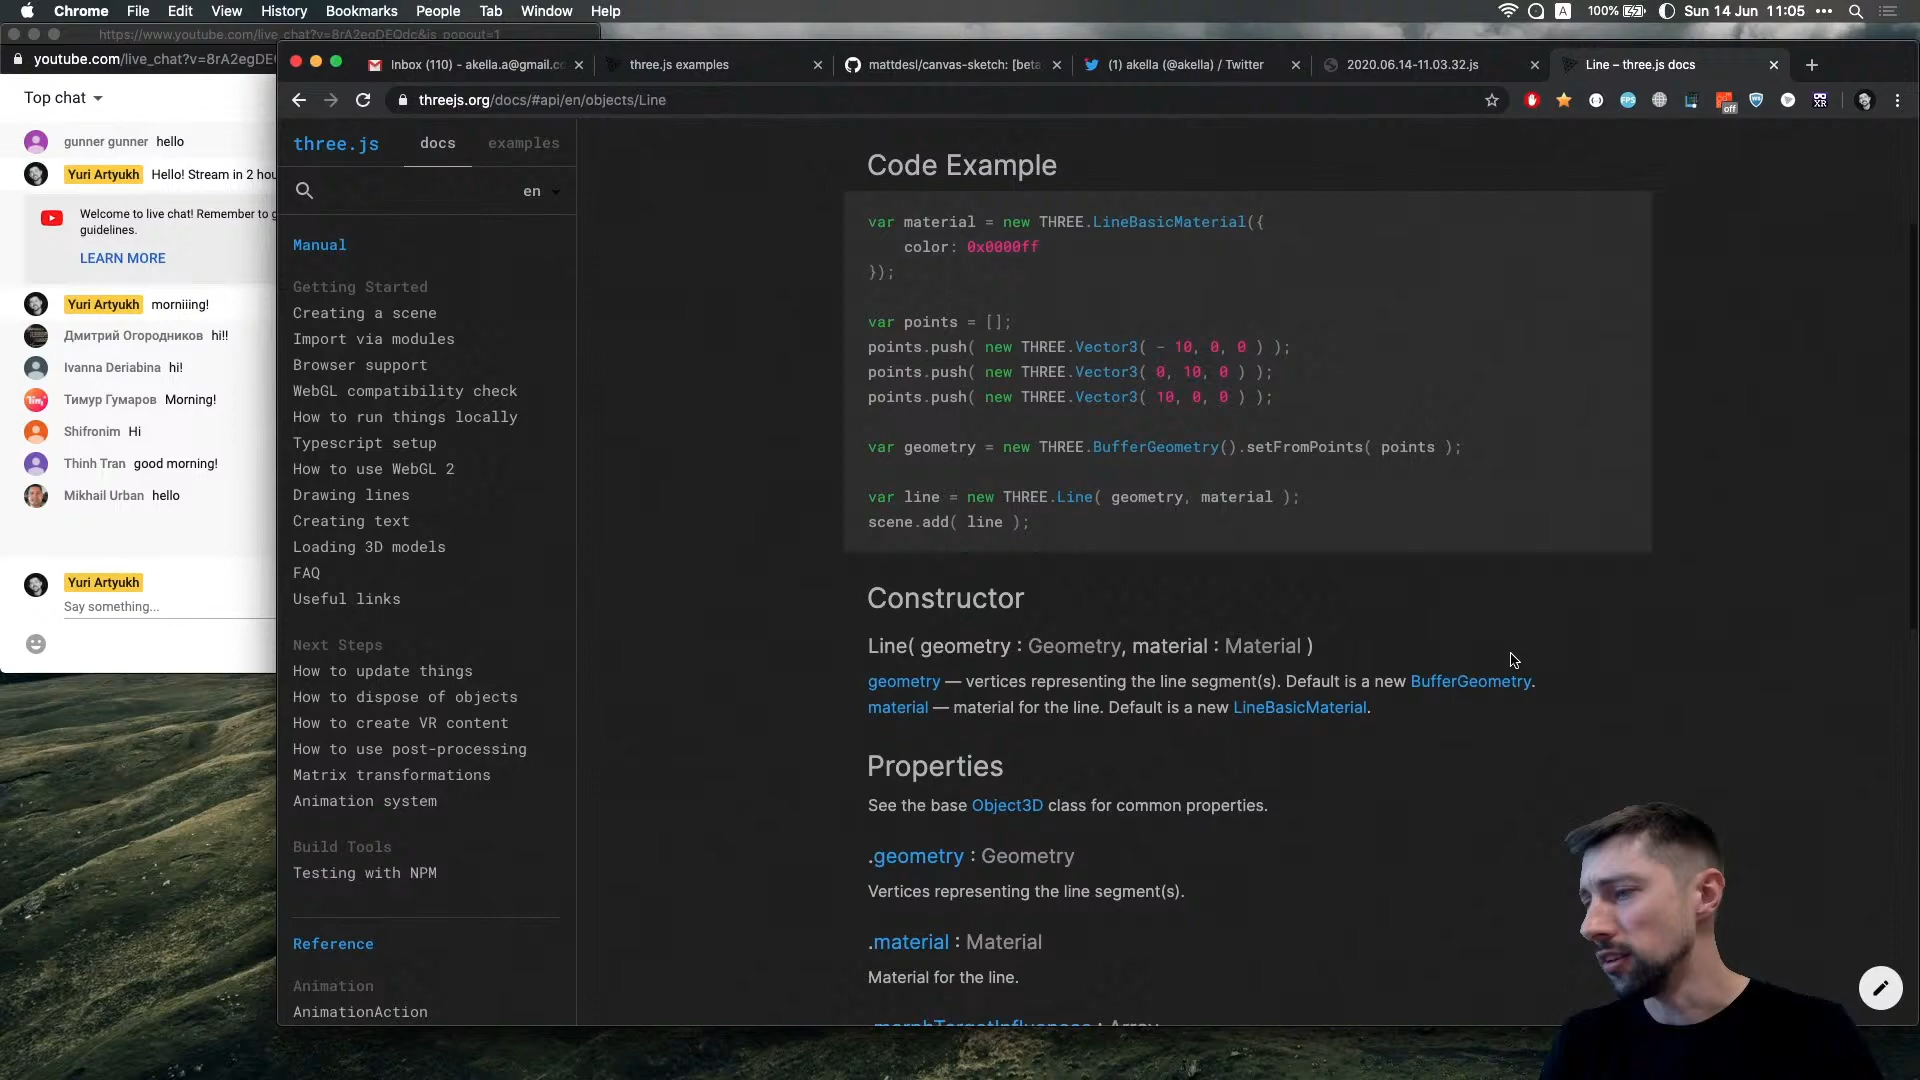 Chrome File Edit View History Bookmarks People Tab Window Help
100% Sun 14 Jun 11:05
https://www.youtube.com/live_chat?v=8rA2egDEQdc&is_popout=1
youtube.com/live_chat?v=8rA2egDE
Top chat
gunner gunner hello
Yuri Artyukh Hello! Stream in 2 hou
Welcome to live chat! Remember to g
guidelines.
LEARN MORE
Yuri Artyukh morniiing!
Дмитрий Огородников hi!!
Ivanna Deriabina hi!
Тимур Гумаров Morning!
Shifronim Hi
Thinh Tran good morning!
Mikhail Urban hello
Yuri Artyukh
Say something...
Inbox (110) - akella.a@gmail.c
three.js examples
mattdesl/canvas-sketch: [beta
(1) akella (@akella) / Twitter
2020.06.14-11.03.32.js
Line – three.js docs
threejs.org/docs/#api/en/objects/Line
off
three.js docs examples
en
Manual
Getting Started
Creating a scene
Import via modules
Browser support
WebGL compatibility check
How to run things locally
Typescript setup
How to use WebGL 2
Drawing lines
Creating text
Loading 3D models
FAQ
Useful links
Next Steps
How to update things
How to dispose of objects
How to create VR content
How to use post-processing
Matrix transformations
Animation system
Build Tools
Testing with NPM
Reference
Animation
AnimationAction
Code Example
var material = new THREE.LineBasicMaterial({
color: 0x0000ff
});
var points = [];
points.push( new THREE.Vector3( - 10, 0, 0 ) );
points.push( new THREE.Vector3( 0, 10, 0 ) );
points.push( new THREE.Vector3( 10, 0, 0 ) );
var geometry = new THREE.BufferGeometry().setFromPoints( points );
var line = new THREE.Line( geometry, material );
scene.add( line );
Constructor
Line( geometry : Geometry, material : Material )
geometry — vertices representing the line segment(s). Default is a new BufferGeometry.
material — material for the line. Default is a new LineBasicMaterial.
Properties
See the base Object3D class for common properties.
.geometry : Geometry
Vertices representing the line segment(s).
.material : Material
Material for the line.
.morphTargetInfluences : Array